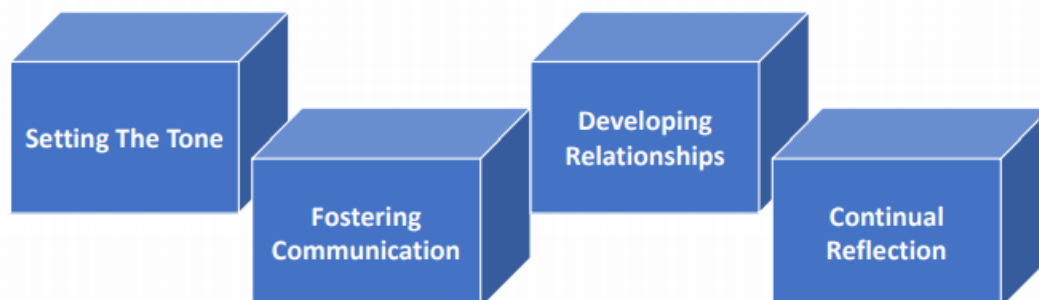 Setting The Tone
Fostering
Communication
Developing
Relationships
Continual
Reflection